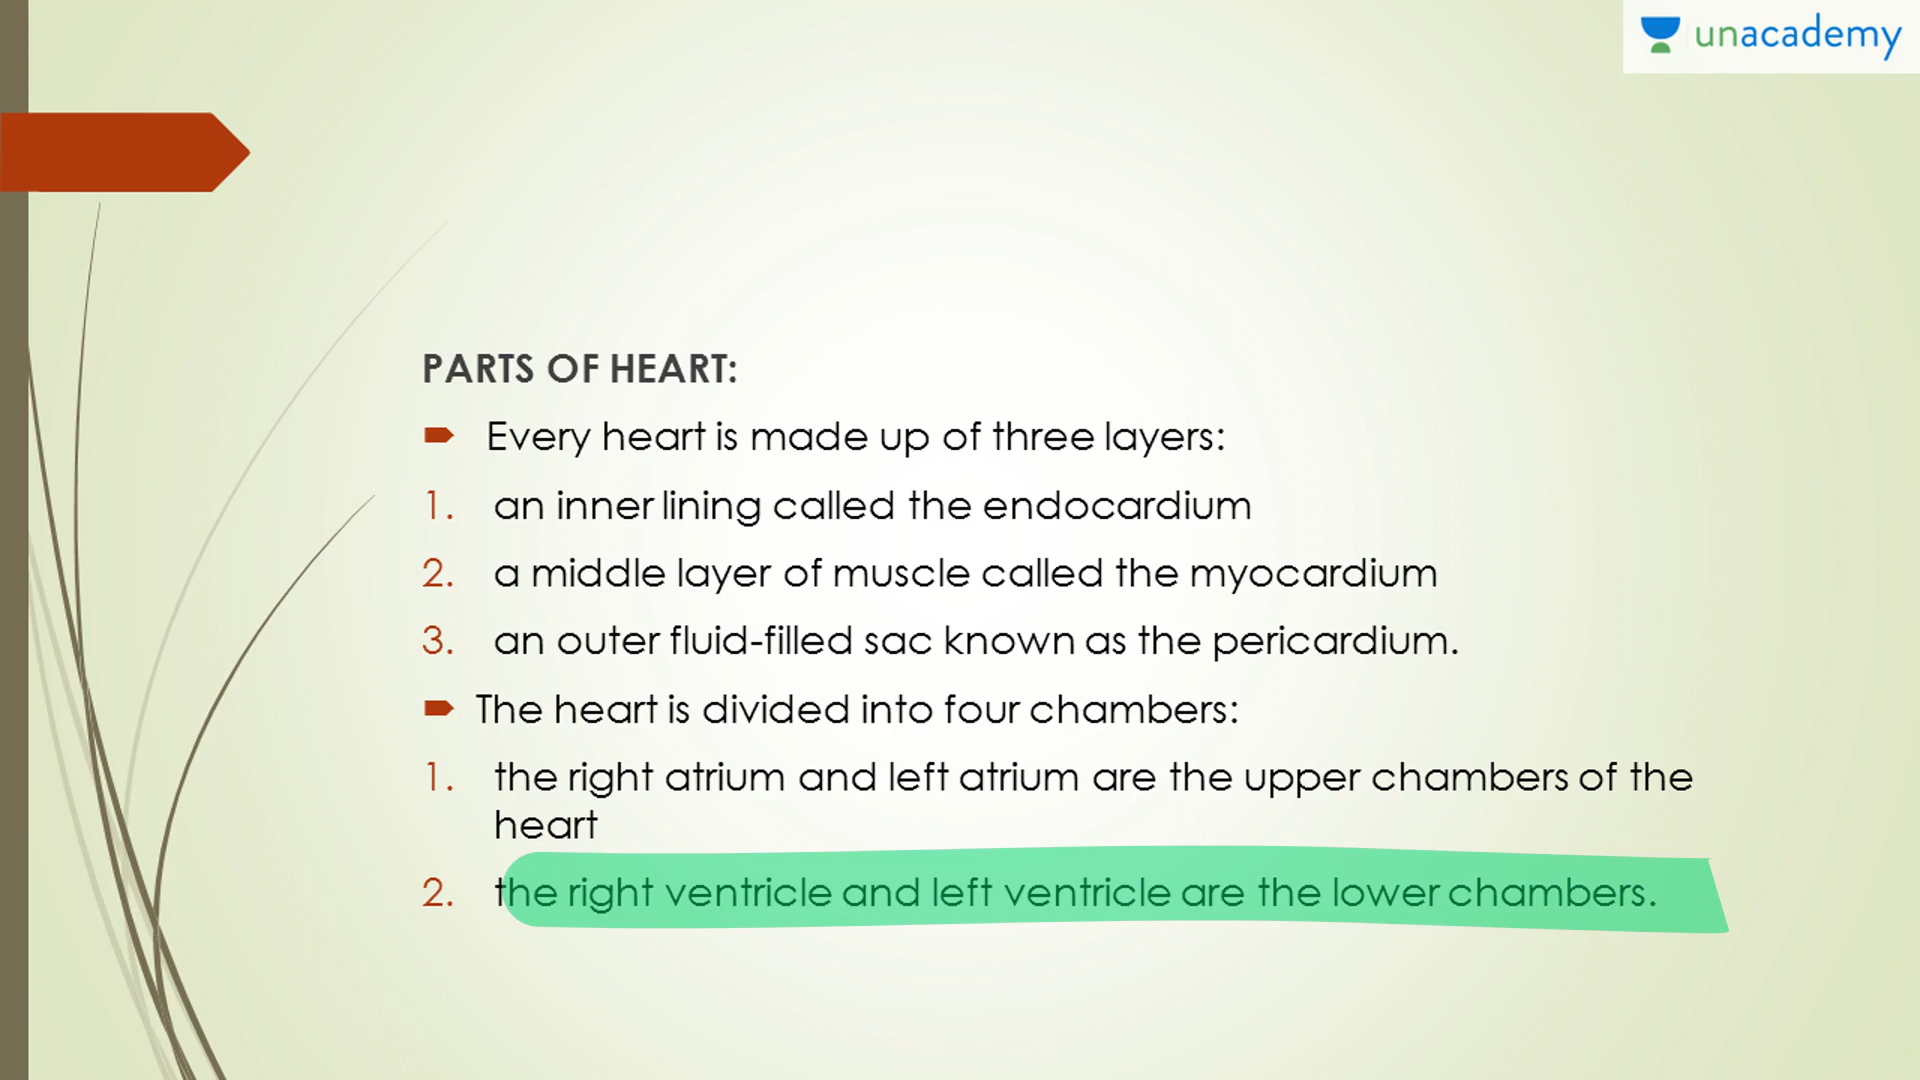 unacademy
PARTS OF HEART:
Every heart is made up of three layers:
1. an inner lining called the endocardium
2. a middle layer of muscle called the myocardium
3. an outer fluid-filled sac known as the pericardium.
The heart is divided into four chambers:
1. the right atrium and left atrium are the upper chambers of the
heart
2. the right ventricle and left ventricle are the lower chambers.